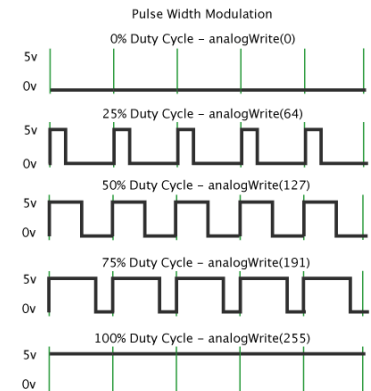 Pulse Width Modulation
0% Duty Cycle – analogWrite(0)
5v
0v
25% Duty Cycle – analogWrite(64)
5v
0v
50% Duty Cycle – analogWrite(127)
5v
0v
75% Duty Cycle – analogWrite(191)
5v
0v
100% Duty Cycle – analogWrite(255)
5v
0v